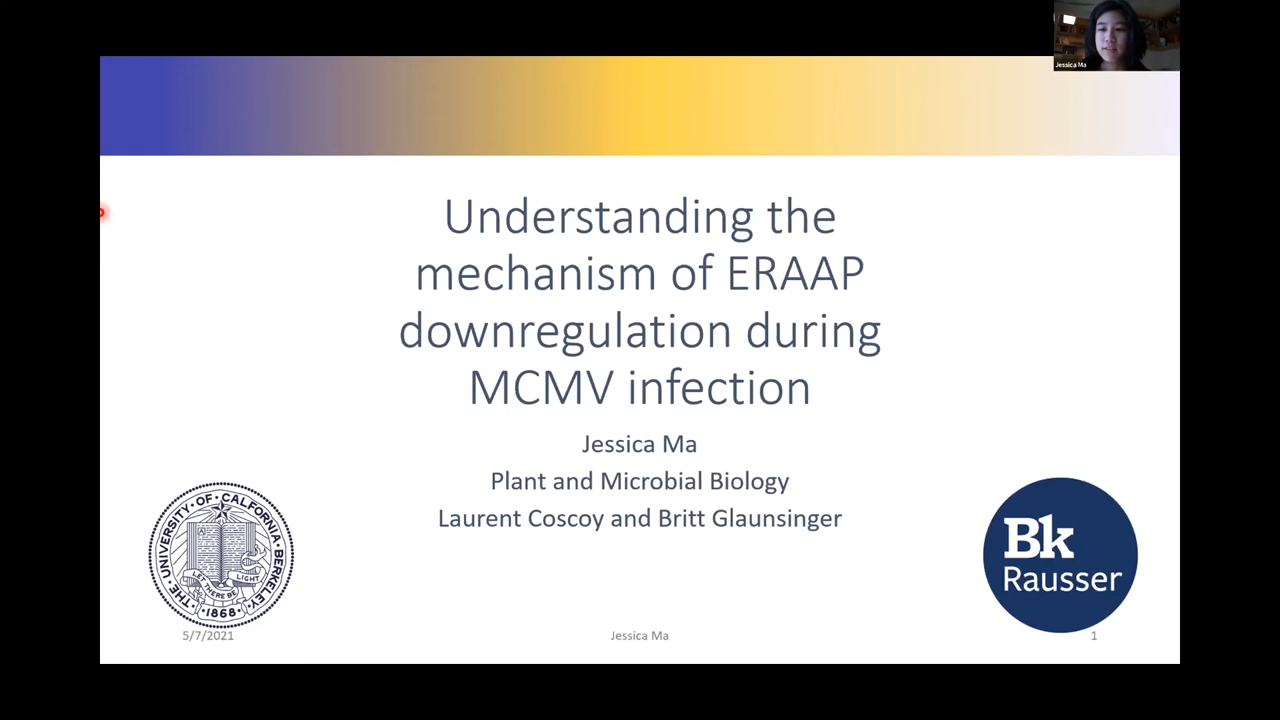 Jessica Ma
Understanding the
mechanism of ERAAP
downregulation during
MCMV infection
Jessica Ma
Plant and Microbial Biology
Laurent Coscoy and Britt Glaunsinger
THE UNIVERSITY OF CALIFORNIA BERKELEY
LET THERE BE LIGHT
1868
Bk
Rausser
5/7/2021
Jessica Ma
1